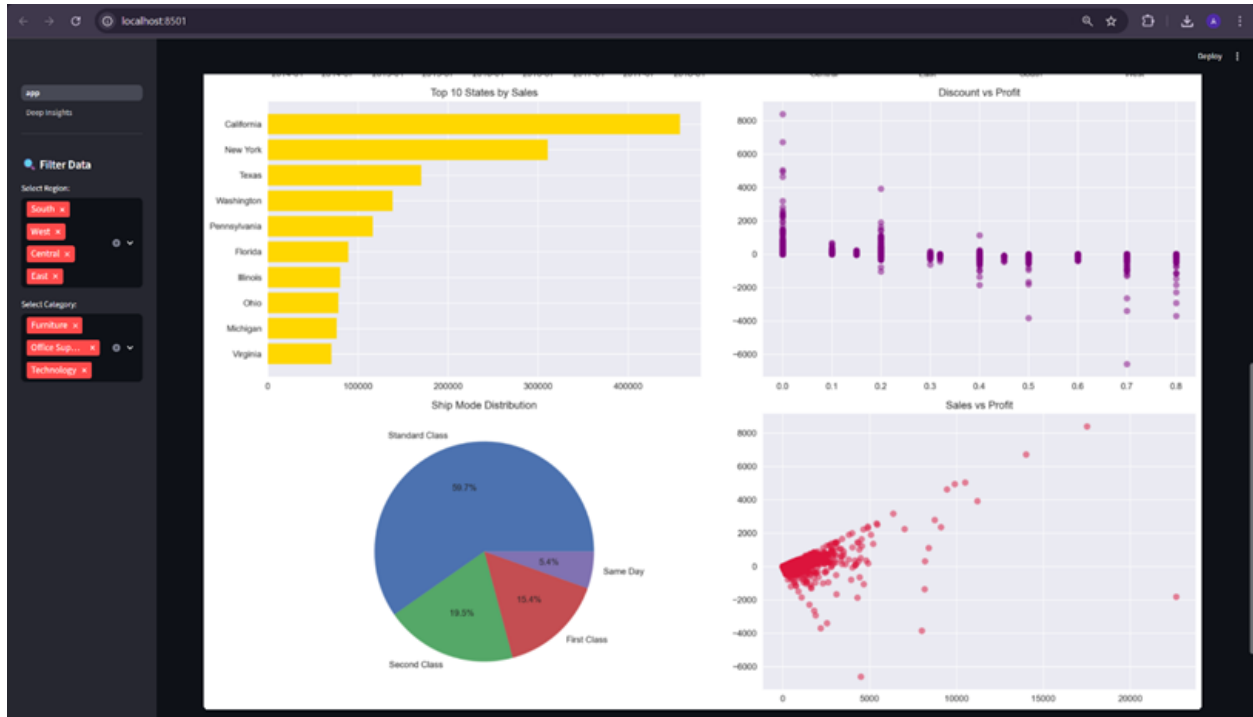 localhost:8501
Deploy
app
Deep Insights
Filter Data
Select Region:
South ×
West ×
Central ×
East ×
Select Category:
Furniture ×
Office Sup... ×
Technology ×
Central East South West
Top 10 States by Sales
California
New York
Texas
Washington
Pennsylvania
Florida
Illinois
Ohio
Michigan
Virginia
0 100000 200000 300000 400000
Discount vs Profit
8000
6000
4000
2000
0
−2000
−4000
−6000
0.0 0.1 0.2 0.3 0.4 0.5 0.6 0.7 0.8
Ship Mode Distribution
Standard Class
59.7%
5.4%
Same Day
15.4%
19.5%
First Class
Second Class
Sales vs Profit
8000
6000
4000
2000
0
−2000
−4000
−6000
0 5000 10000 15000 20000